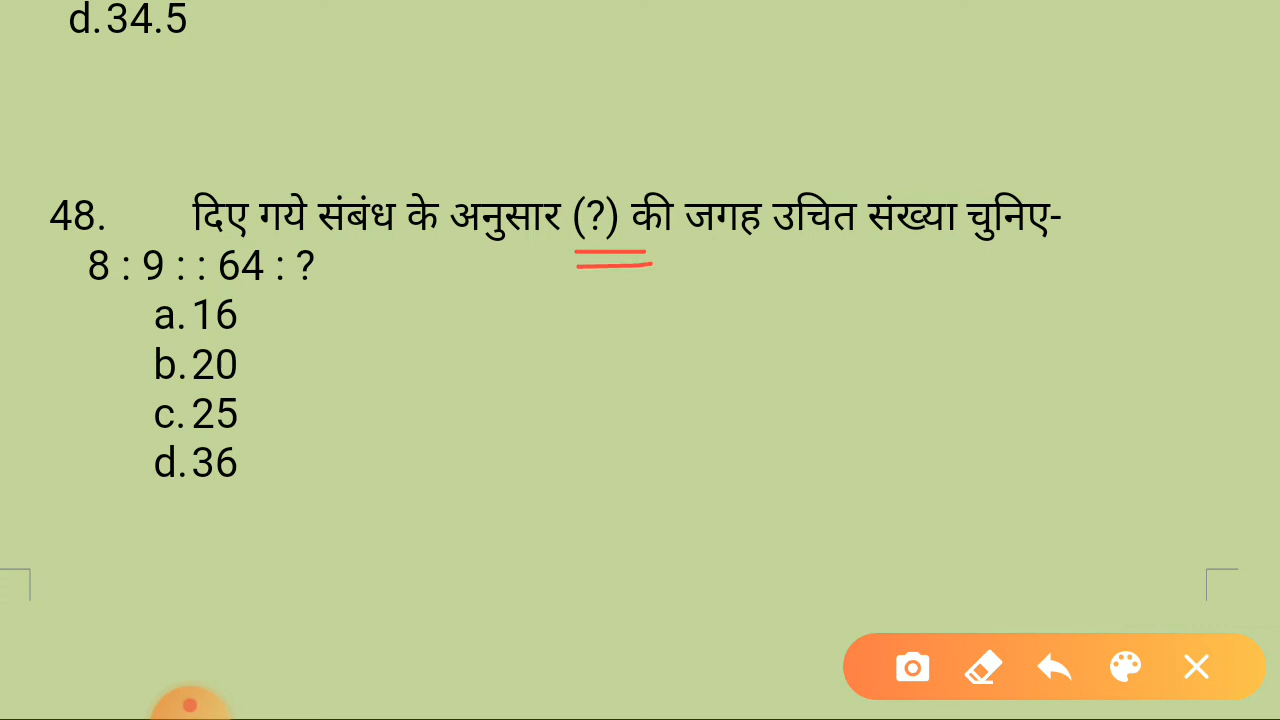 d.34.5
48. दिए गये संबंध के अनुसार (?) की जगह उचित संख्या चुनिए-
8 : 9 : : 64 : ?
a.16
b.20
c.25
d.36